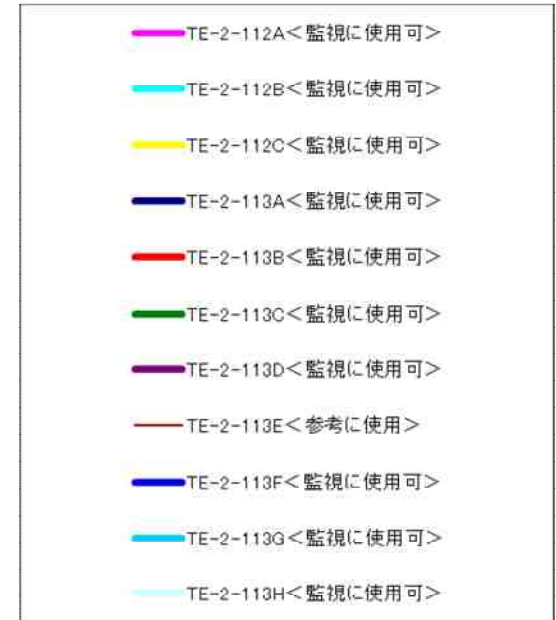 TE-2-112A<監視に使用可>
TE-2-112B<監視に使用可>
TE-2-112C<監視に使用可>
TE-2-113A<監視に使用可>
TE-2-113B<監視に使用可>
TE-2-113C<監視に使用可>
TE-2-113D<監視に使用可>
TE-2-113E<参考に使用>
TE-2-113F<監視に使用可>
TE-2-113G<監視に使用可>
TE-2-113H<監視に使用可>